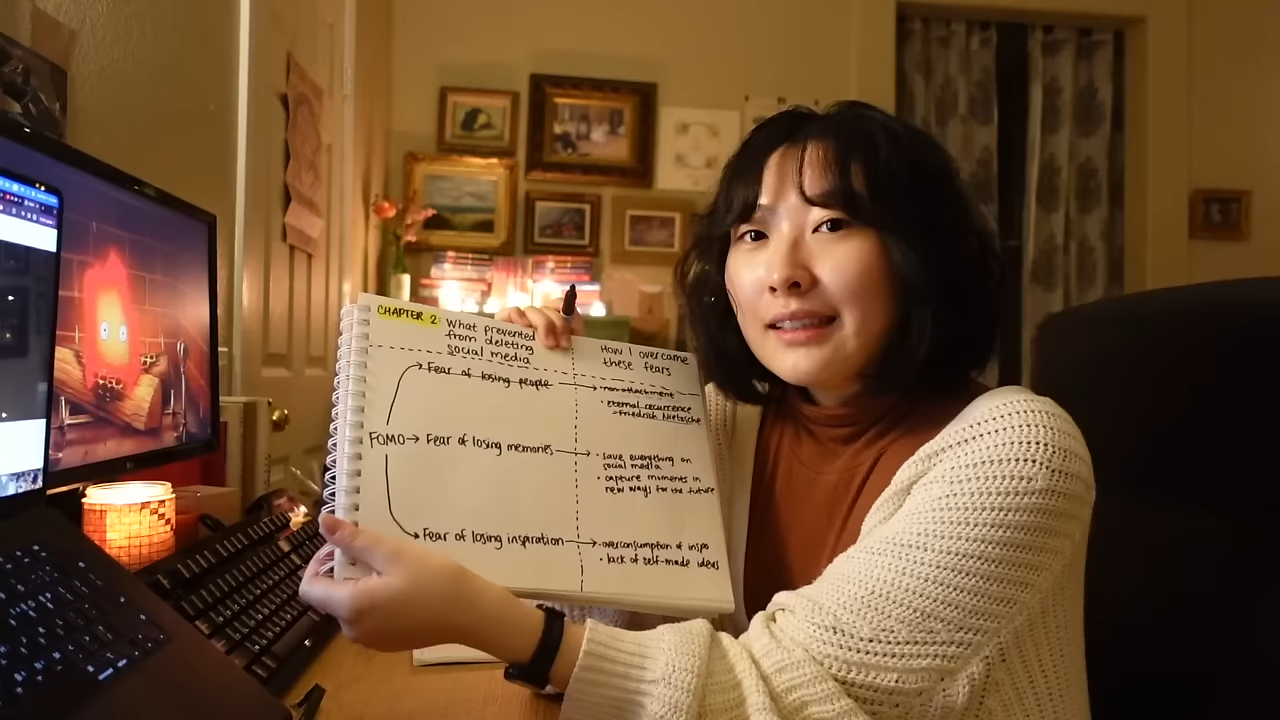 CHAPTER 2: What prevented
from deleting
social media
How I overcame
these fears
Fear of losing people
non-attachment
• eternal recurrence
- Friedrich Nietzsche
FOMO → Fear of losing memories
• save everything on
social media
• capture moments in
new ways for the future
Fear of losing inspiration
• overconsumption of inspo
• lack of self-made ideas